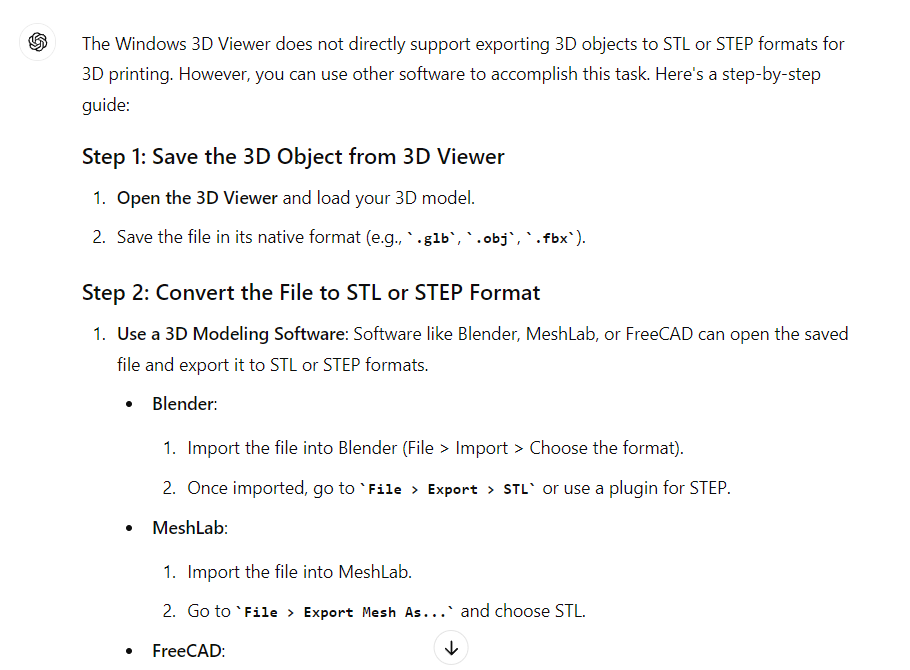 The Windows 3D Viewer does not directly support exporting 3D objects to STL or STEP formats for
3D printing. However, you can use other software to accomplish this task. Here's a step-by-step
guide:
Step 1: Save the 3D Object from 3D Viewer
1. Open the 3D Viewer and load your 3D model.
2. Save the file in its native format (e.g., `.glb`, `.obj`, `.fbx`).
Step 2: Convert the File to STL or STEP Format
1. Use a 3D Modeling Software: Software like Blender, MeshLab, or FreeCAD can open the saved
file and export it to STL or STEP formats.
• Blender:
1. Import the file into Blender (File > Import > Choose the format).
2. Once imported, go to `File > Export > STL` or use a plugin for STEP.
• MeshLab:
1. Import the file into MeshLab.
2. Go to `File > Export Mesh As...` and choose STL.
• FreeCAD: